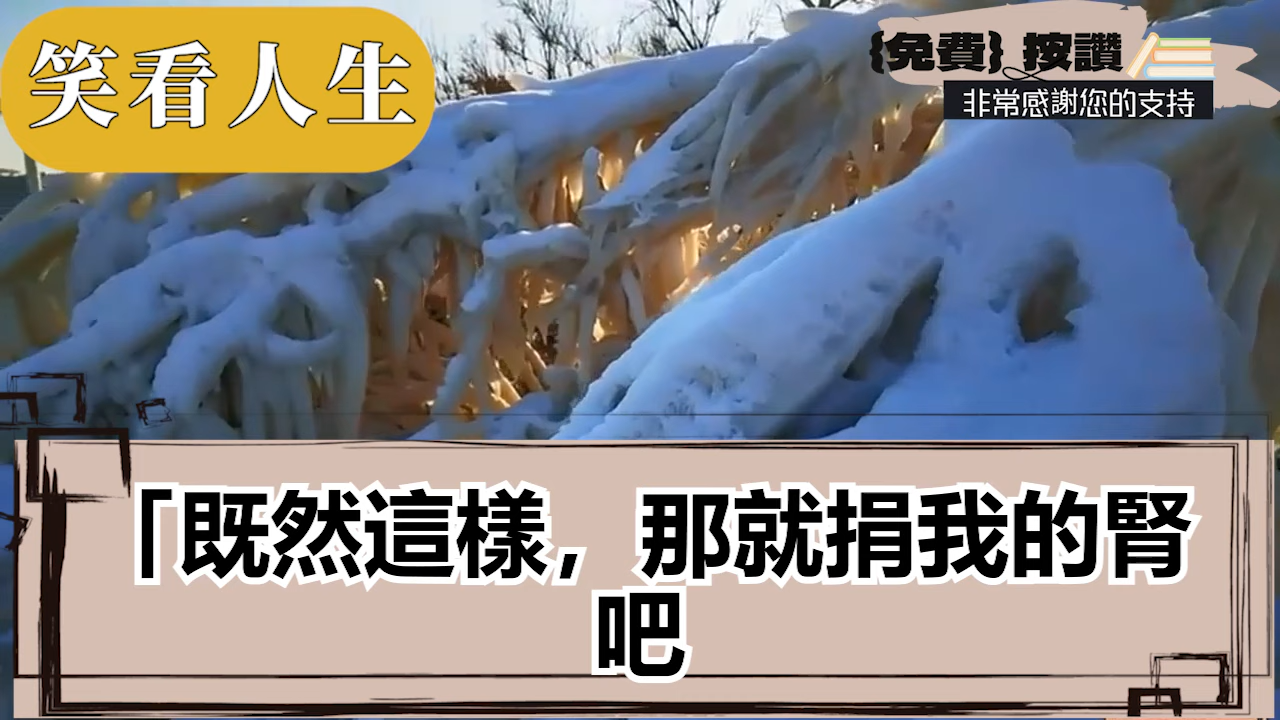 笑看人生
{免費} 按讚
非常感謝您的支持
「既然這樣，那就捐我的腎
吧